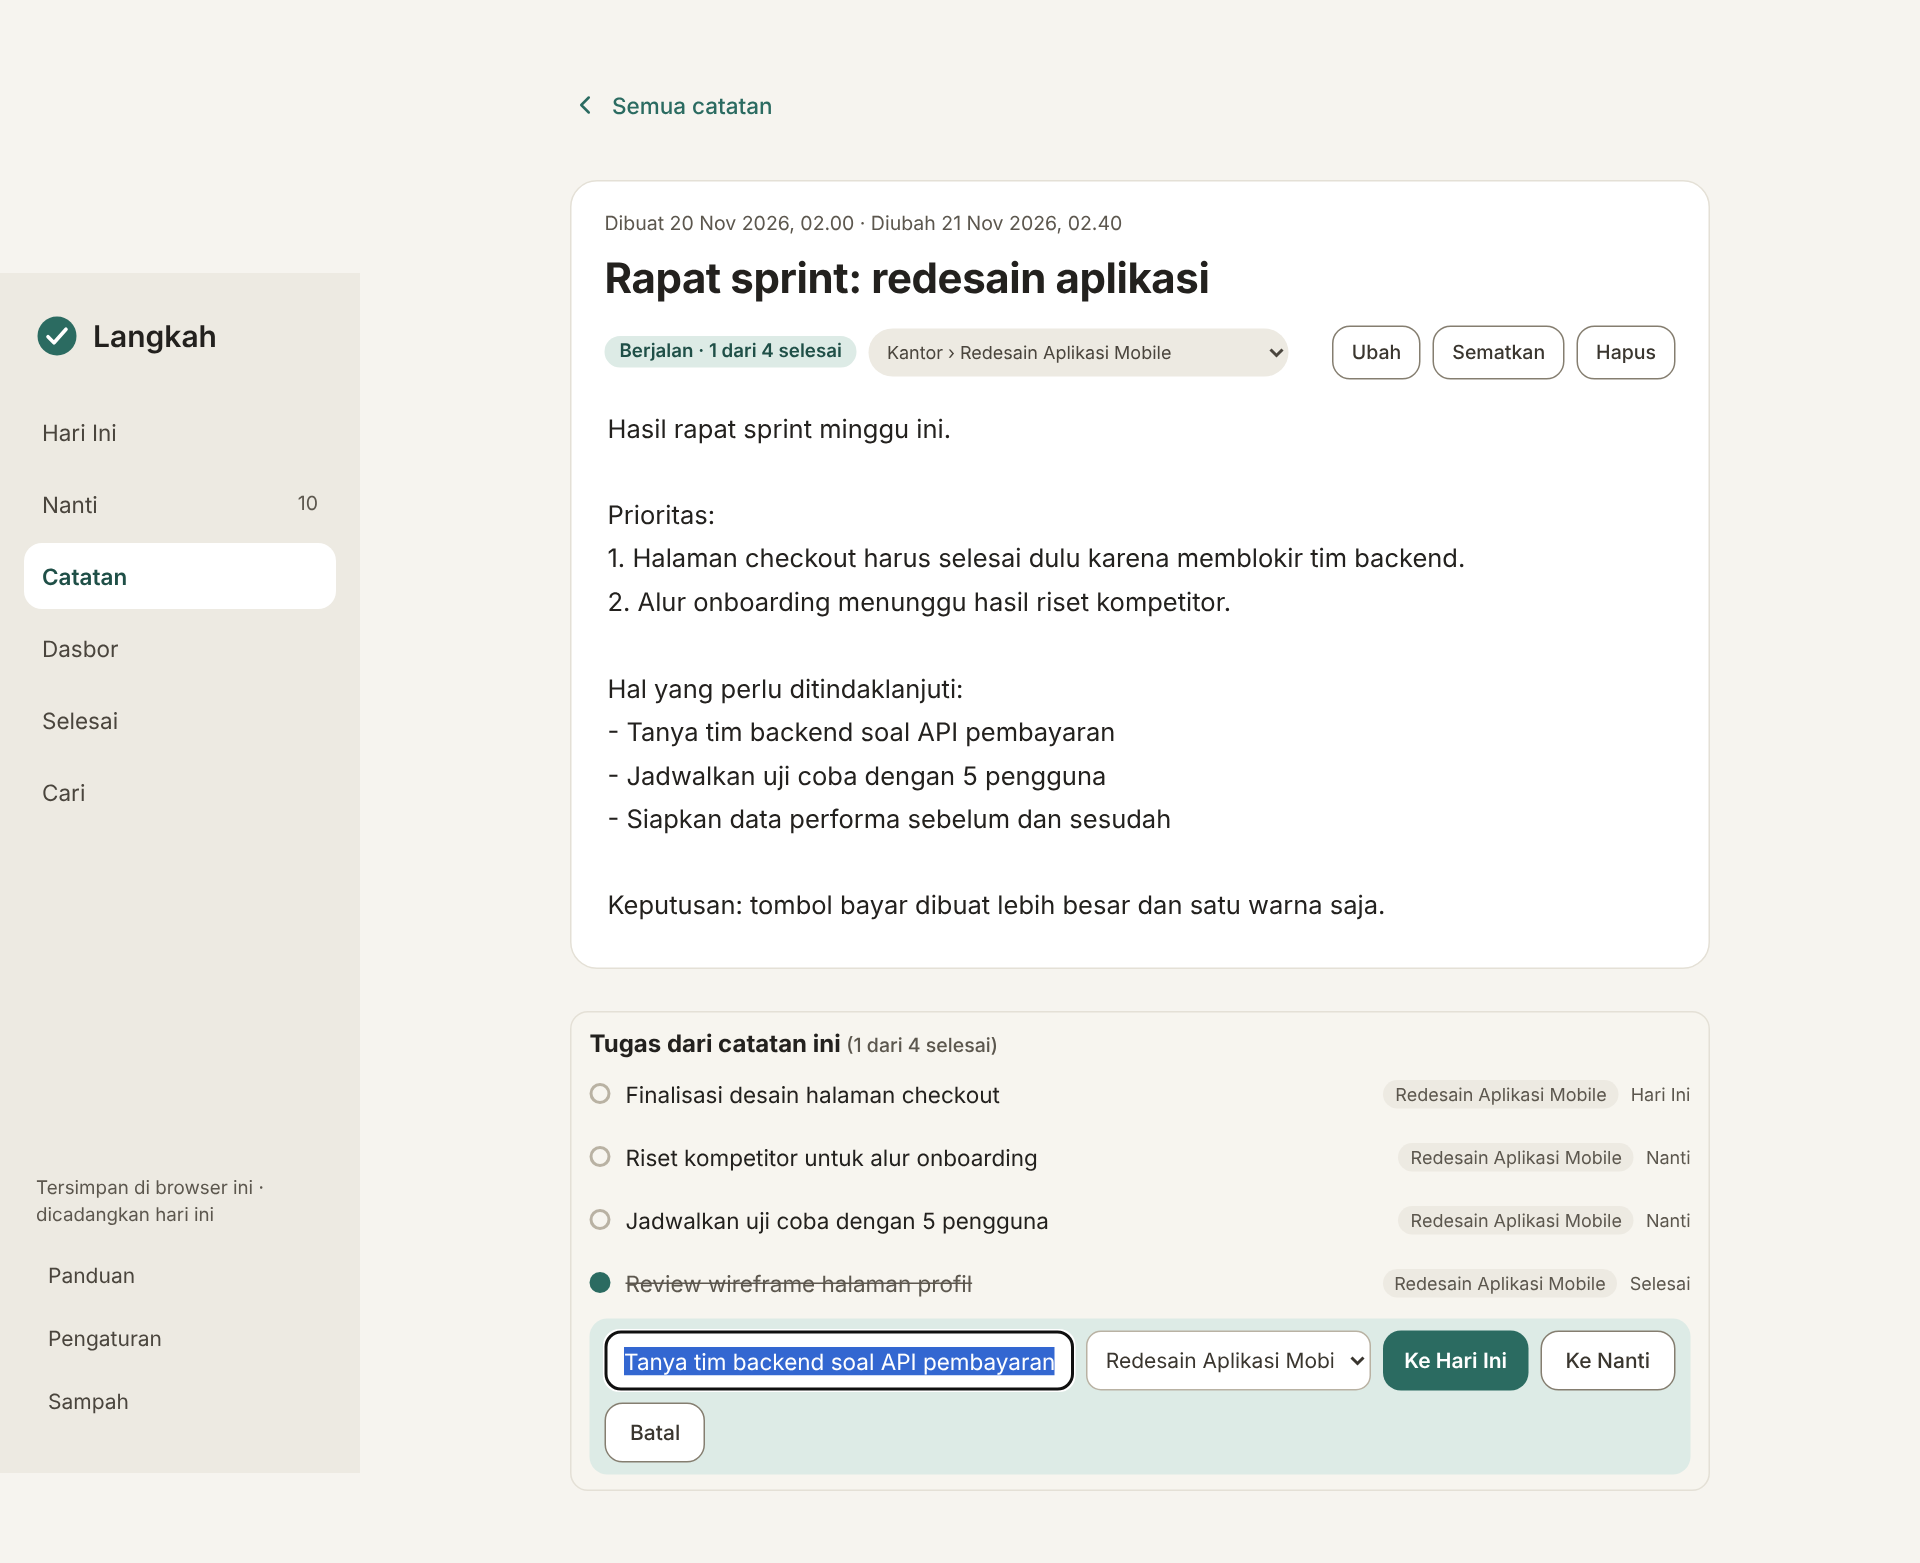 Semua catatan
Dibuat 20 Nov 2026, 02.00 · Diubah 21 Nov 2026, 02.40
Rapat sprint: redesain aplikasi
Berjalan · 1 dari 4 selesai
Kantor › Redesain Aplikasi Mobile
Ubah
Sematkan
Hapus
Hasil rapat sprint minggu ini.
Prioritas:
1. Halaman checkout harus selesai dulu karena memblokir tim backend.
2. Alur onboarding menunggu hasil riset kompetitor.
Hal yang perlu ditindaklanjuti:
- Tanya tim backend soal API pembayaran
- Jadwalkan uji coba dengan 5 pengguna
- Siapkan data performa sebelum dan sesudah
Keputusan: tombol bayar dibuat lebih besar dan satu warna saja.
Langkah
Hari Ini
Nanti 10
Catatan
Dasbor
Selesai
Cari
Tersimpan di browser ini ·
dicadangkan hari ini
Panduan
Pengaturan
Sampah
Tugas dari catatan ini (1 dari 4 selesai)
Finalisasi desain halaman checkout Redesain Aplikasi Mobile Hari Ini
Riset kompetitor untuk alur onboarding Redesain Aplikasi Mobile Nanti
Jadwalkan uji coba dengan 5 pengguna Redesain Aplikasi Mobile Nanti
Review wireframe halaman profil Redesain Aplikasi Mobile Selesai
Tanya tim backend soal API pembayaran Redesain Aplikasi Mobi Ke Hari Ini Ke Nanti
Batal